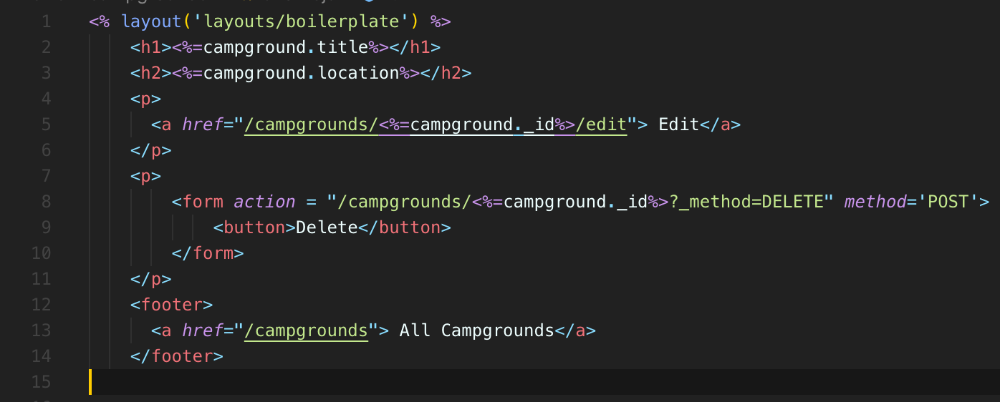 1 <% layout('layouts/boilerplate') %>
2     <h1><%=campground.title%></h1>
3     <h2><%=campground.location%></h2>
4     <p>
5       <a href="/campgrounds/<%=campground._id%>/edit"> Edit</a>
6     </p>
7     <p>
8         <form action = "/campgrounds/<%=campground._id%>?_method=DELETE" method='POST'>
9             <button>Delete</button>
10         </form>
11     </p>
12     <footer>
13       <a href="/campgrounds"> All Campgrounds</a>
14     </footer>
15